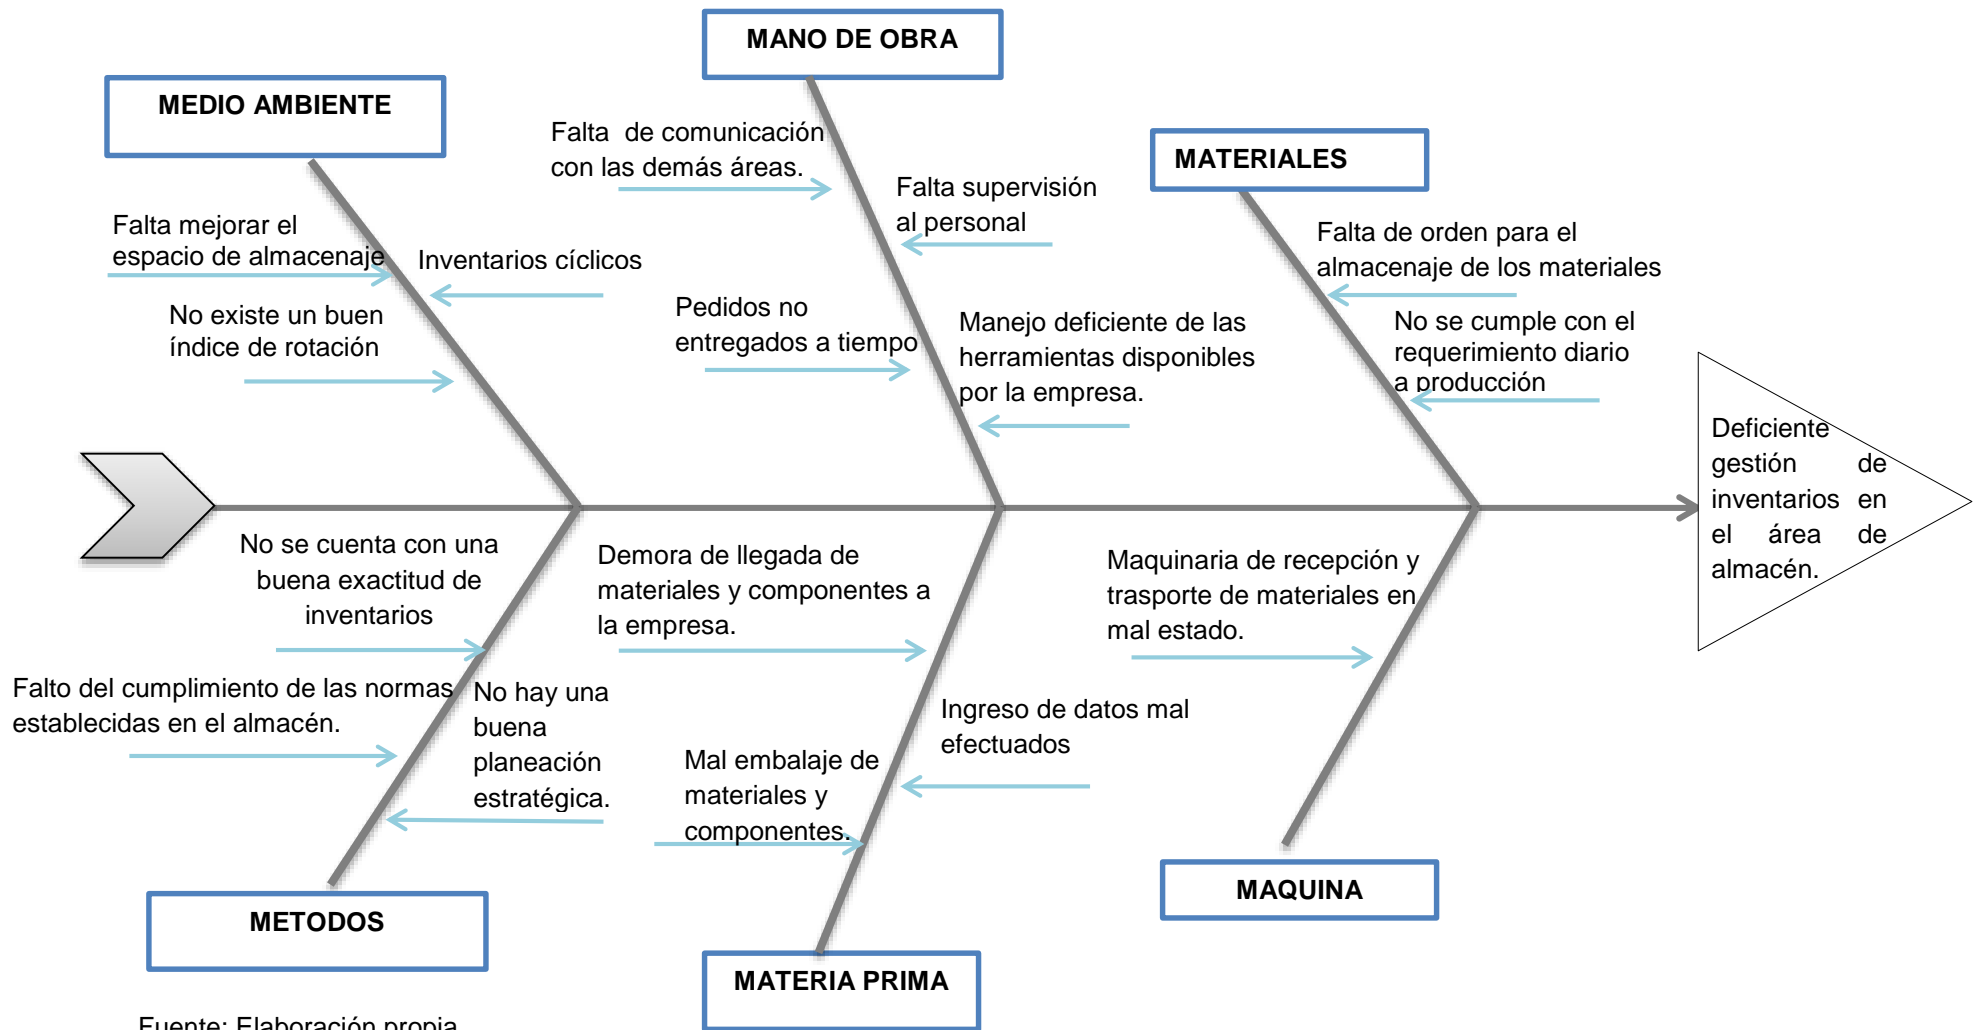 MANO DE OBRA
MEDIO AMBIENTE
Falta de comunicación
con las demás áreas.
MATERIALES
Falta supervisión
al personal
Falta mejorar el
espacio de almacenaje
Inventarios cíclicos
Falta de orden para el
almacenaje de los materiales
No existe un buen
índice de rotación
Pedidos no
entregados a tiempo
Manejo deficiente de las
herramientas disponibles
por la empresa.
No se cumple con el
requerimiento diario
a producción
Deficiente
gestión de
inventarios en
el área de
almacén.
No se cuenta con una
buena exactitud de
inventarios
Demora de llegada de
materiales y componentes a
la empresa.
Maquinaria de recepción y
trasporte de materiales en
mal estado.
Falto del cumplimiento de las normas
establecidas en el almacén.
No hay una
buena
planeación
estratégica.
Ingreso de datos mal
efectuados
Mal embalaje de
materiales y
componentes.
MAQUINA
METODOS
MATERIA PRIMA
Fuente: Elaboración propia